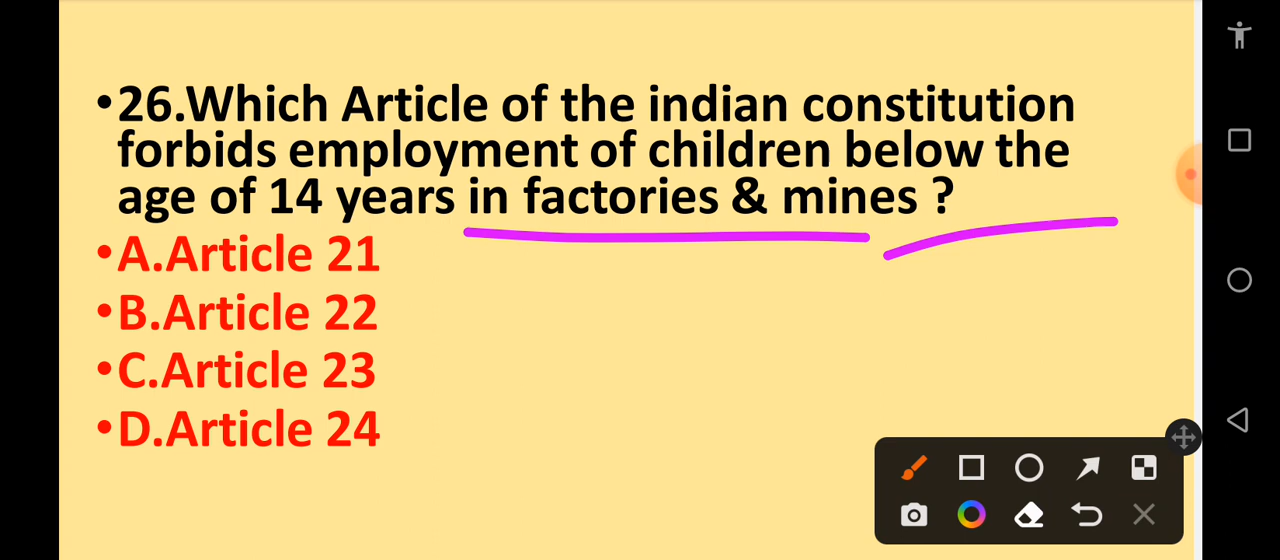 •26.Which Article of the indian constitution
forbids employment of children below the
age of 14 years in factories & mines ?
•A.Article 21
•B.Article 22
•C.Article 23
•D.Article 24